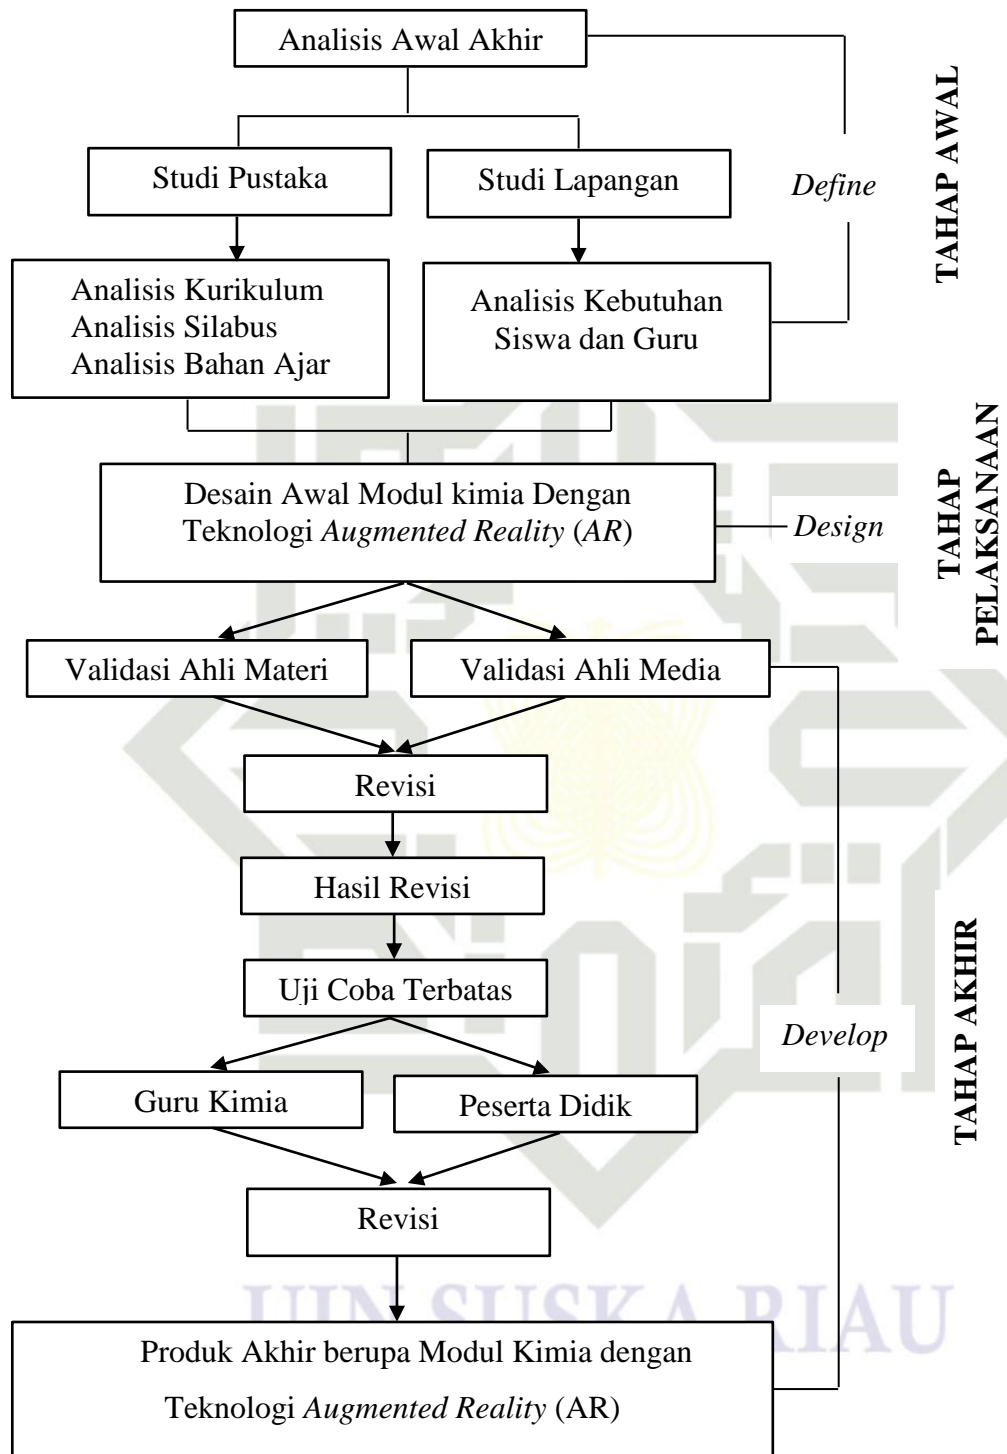 Analisis Awal Akhir
TAHAP AWAL
Studi Pustaka
Studi Lapangan
Define
Analisis Kurikulum
Analisis Silabus
Analisis Bahan Ajar
Analisis Kebutuhan
Siswa dan Guru
TAHAP
PELAKSANAAN
Desain Awal Modul kimia Dengan
Teknologi Augmented Reality (AR)
Design
Validasi Ahli Materi
Validasi Ahli Media
Revisi
Hasil Revisi
Uji Coba Terbatas
Develop
TAHAP AKHIR
Guru Kimia
Peserta Didik
Revisi
UIN SUSKA RIAU
Produk Akhir berupa Modul Kimia dengan
Teknologi Augmented Reality (AR)